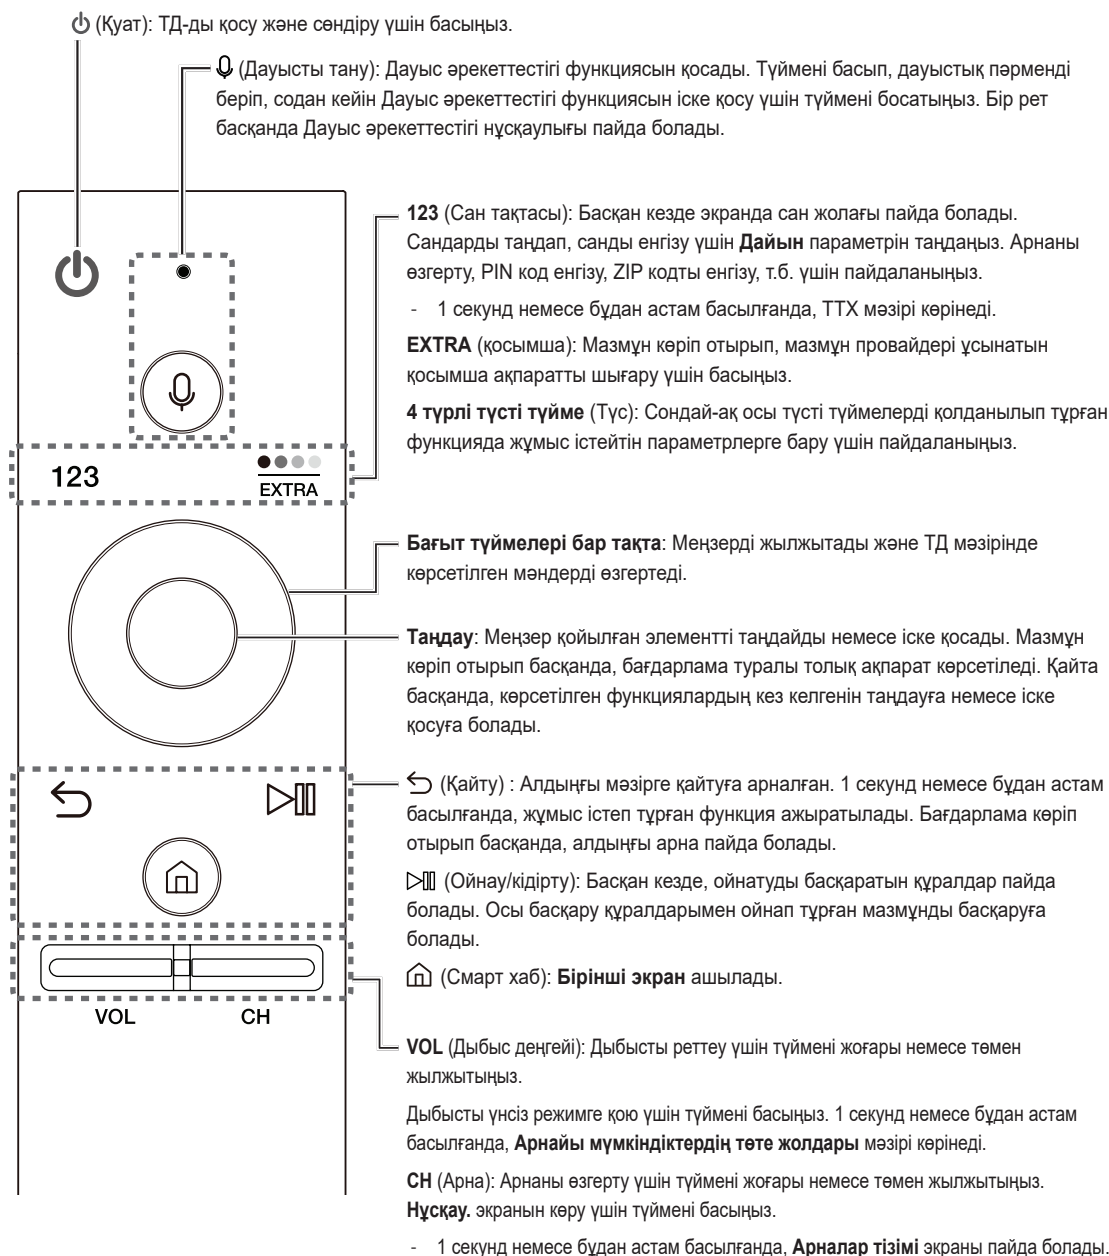 (Қуат): ТД-ды қосу және сөндіру үшін басыңыз.
(Дауысты тану): Дауыс әрекеттестігі функциясын қосады. Түймені басып, дауыстық пәрменді
беріп, содан кейін Дауыс әрекеттестігі функциясын іске қосу үшін түймені босатыңыз. Бір рет
басқанда Дауыс әрекеттестігі нұсқаулығы пайда болады.
123 (Сан тақтасы): Басқан кезде экранда сан жолағы пайда болады.
Сандарды таңдап, санды енгізу үшін Дайын параметрін таңдаңыз. Арнаны
өзгерту, PIN код енгізу, ZIP кодты енгізу, т.б. үшін пайдаланыңыз.
- 1 секунд немесе бұдан астам басылғанда, TTX мәзірі көрінеді.
EXTRA (қосымша): Мазмұн көріп отырып, мазмұн провайдері ұсынатын
қосымша ақпаратты шығару үшін басыңыз.
4 түрлі түсті түйме (Түс): Сондай-ақ осы түсті түймелерді қолданылып тұрған
функцияда жұмыс істейтін параметрлерге бару үшін пайдаланыңыз.
123
EXTRA
Бағыт түймелері бар тақта: Меңзерді жылжытады және ТД мәзірінде
көрсетілген мәндерді өзгертеді.
Таңдау: Меңзер қойылған элементті таңдайды немесе іске қосады. Мазмұн
көріп отырып басқанда, бағдарлама туралы толық ақпарат көрсетіледі. Қайта
басқанда, көрсетілген функциялардың кез келгенін таңдауға немесе іске
қосуға болады.
(Қайту) : Алдыңғы мәзірге қайтуға арналған. 1 секунд немесе бұдан астам
басылғанда, жұмыс істеп тұрған функция ажыратылады. Бағдарлама көріп
отырып басқанда, алдыңғы арна пайда болады.
(Ойнау/кідірту): Басқан кезде, ойнатуды басқаратын құралдар пайда
болады. Осы басқару құралдарымен ойнап тұрған мазмұнды басқаруға
болады.
(Смарт хаб): Бірінші экран ашылады.
VOL
CH
VOL (Дыбыс деңгейі): Дыбысты реттеу үшін түймені жоғары немесе төмен
жылжытыңыз.
Дыбысты үнсіз режимге қою үшін түймені басыңыз. 1 секунд немесе бұдан астам
басылғанда, Арнайы мүмкіндіктердің төте жолдары мәзірі көрінеді.
CH (Арна): Арнаны өзгерту үшін түймені жоғары немесе төмен жылжытыңыз.
Нұсқау. экранын көру үшін түймені басыңыз.
- 1 секунд немесе бұдан астам басылғанда, Арналар тізімі экраны пайда болады